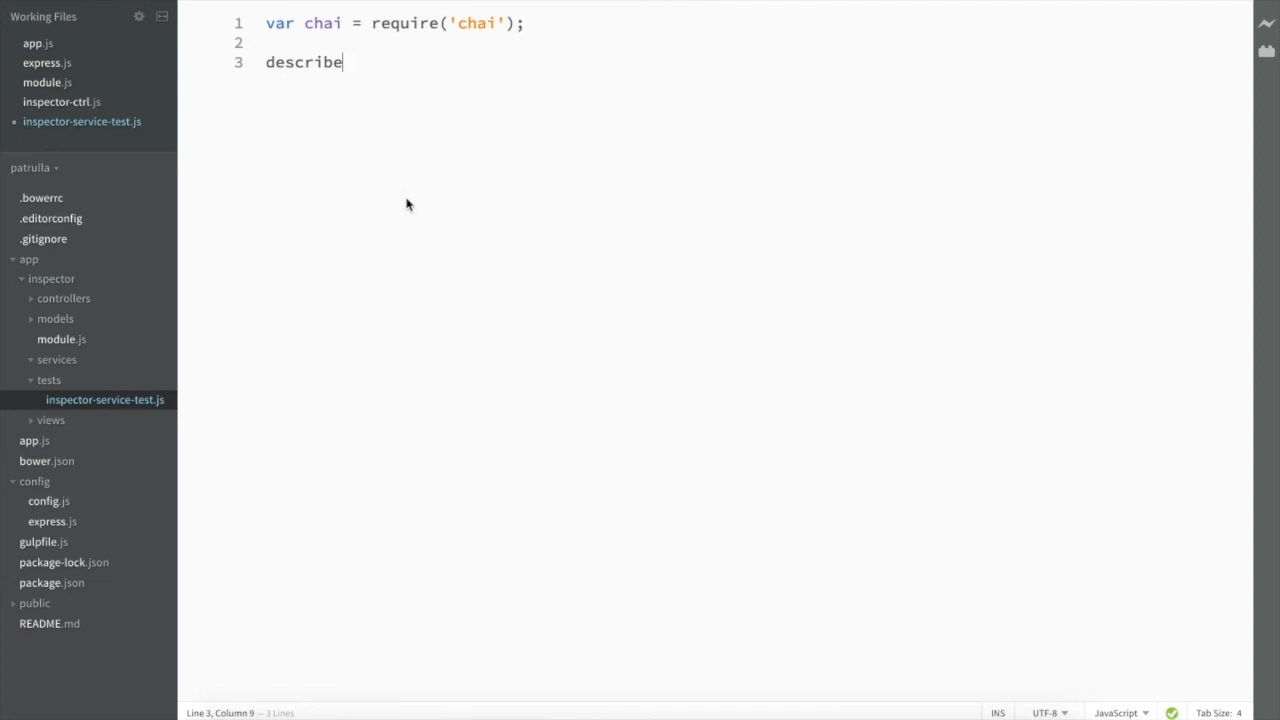 Working Files
app.js
express.js
module.js
inspector-ctrl.js
inspector-service-test.js
patrulla
.bowerrc
.editorconfig
.gitignore
app
inspector
controllers
models
module.js
services
tests
inspector-service-test.js
views
app.js
bower.json
config
config.js
express.js
gulpfile.js
package-lock.json
package.json
public
README.md
1 var chai = require('chai');
2
3 describe
Line 3, Column 9 — 3 Lines
INS UTF-8 JavaScript Tab Size: 4